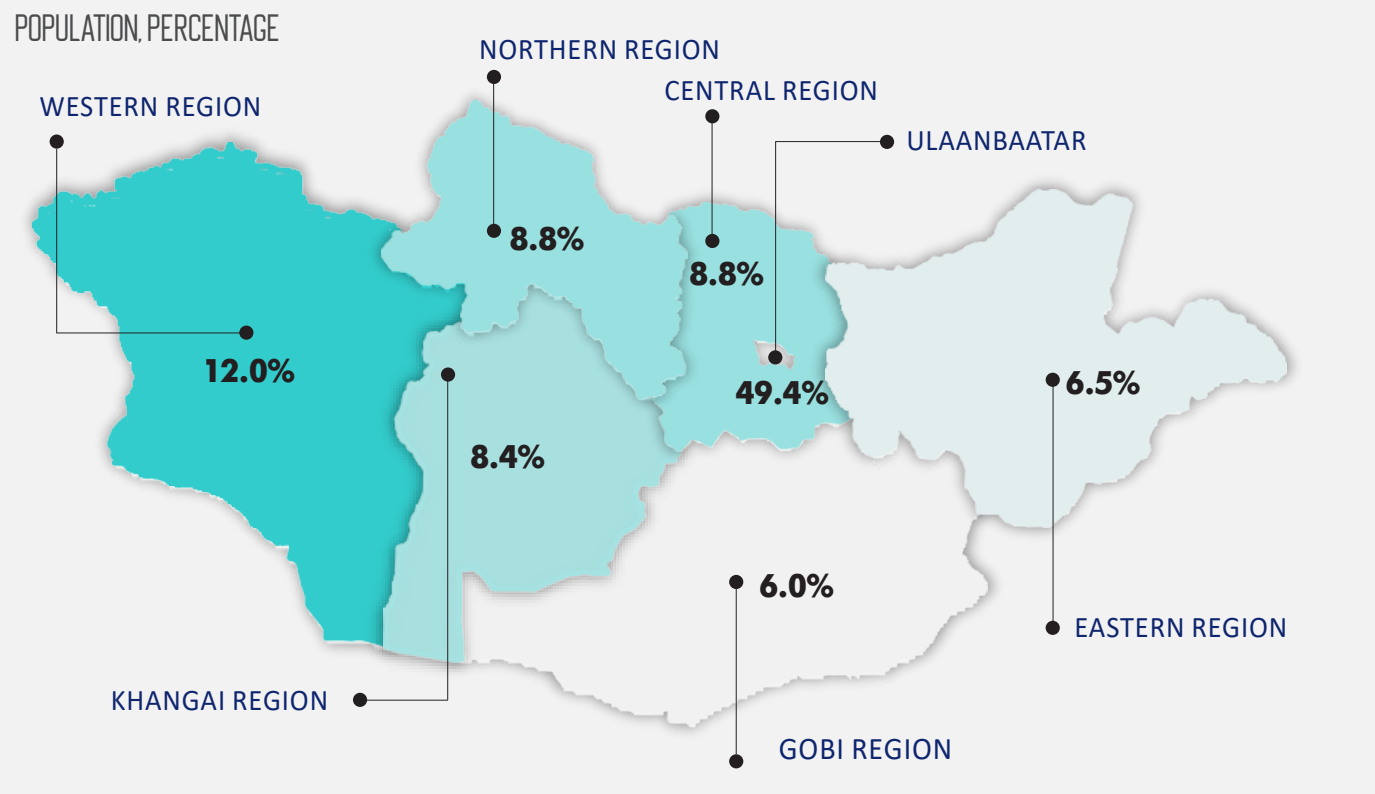 POPULATION, PERCENTAGE
NORTHERN REGION
CENTRAL REGION
WESTERN REGION
ULAANBAATAR
8.8%
8.8%
12.0%
49.4%
6.5%
8.4%
6.0%
EASTERN REGION
KHANGAI REGION
GOBI REGION